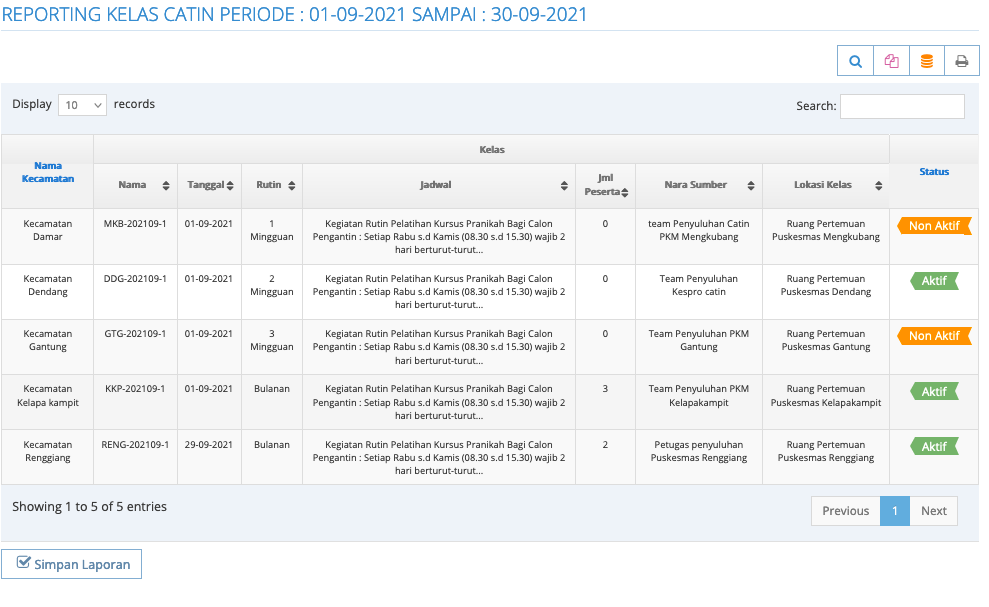 REPORTING KELAS CATIN PERIODE : 01-09-2021 SAMPAI : 30-09-2021
Display 10 records Search:
Nama Kecamatan Kelas Status
Nama Tanggal Rutin Jadwal Jml Peserta Nara Sumber Lokasi Kelas
Kecamatan MKB-202109-1 01-09-2021 1 Kegiatan Rutin Pelatihan Kursus Pranikah Bagi Calon 0 team Penyuluhan Catin Ruang Pertemuan Non Aktif
Damar Mingguan Pengantin : Setiap Rabu s.d Kamis (08.30 s.d 15.30) wajib 2 PKM Mengkubang Puskesmas Mengkubang
hari berturut-turut...
Kecamatan DDG-202109-1 01-09-2021 2 Kegiatan Rutin Pelatihan Kursus Pranikah Bagi Calon 0 Team Penyuluhan Ruang Pertemuan Aktif
Dendang Mingguan Pengantin : Setiap Rabu s.d Kamis (08.30 s.d 15.30) wajib 2 Kespro catin Puskesmas Dendang
hari berturut-turut...
Kecamatan GTG-202109-1 01-09-2021 3 Kegiatan Rutin Pelatihan Kursus Pranikah Bagi Calon 0 Team Penyuluhan PKM Ruang Pertemuan Non Aktif
Gantung Mingguan Pengantin : Setiap Rabu s.d Kamis (08.30 s.d 15.30) wajib 2 Gantung Puskesmas Gantung
hari berturut-turut...
Kecamatan KKP-202109-1 01-09-2021 Bulanan Kegiatan Rutin Pelatihan Kursus Pranikah Bagi Calon 3 Team Penyuluhan PKM Ruang Pertemuan Aktif
Kelapa kampit Pengantin : Setiap Rabu s.d Kamis (08.30 s.d 15.30) wajib 2 Kelapakampit Puskesmas Kelapakampit
hari berturut-turut...
Kecamatan RENG-202109-1 29-09-2021 Bulanan Kegiatan Rutin Pelatihan Kursus Pranikah Bagi Calon 2 Petugas penyuluhan Ruang Pertemuan Aktif
Renggiang Pengantin : Setiap Rabu s.d Kamis (08.30 s.d 15.30) wajib 2 Puskesmas Renggiang Puskesmas Renggiang
hari berturut-turut...
Showing 1 to 5 of 5 entries Previous 1 Next
Simpan Laporan